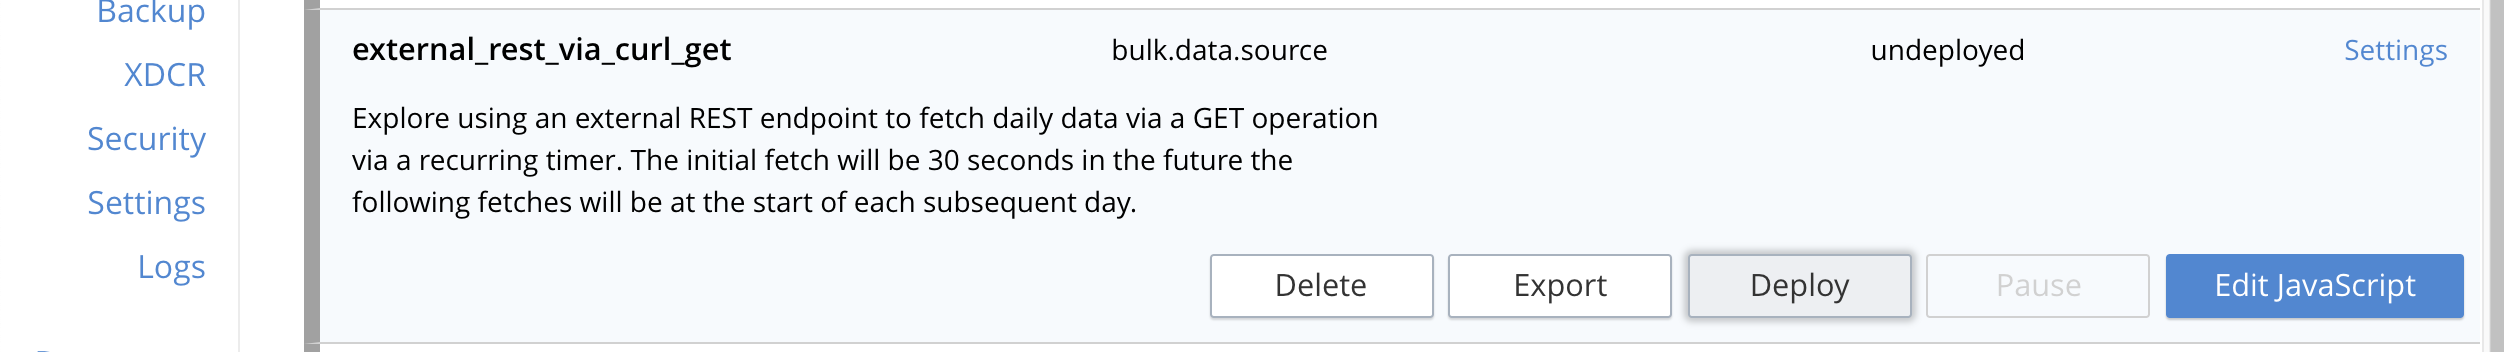 Backup
XDCR
Security
Settings
Logs
external_rest_via_curl_get bulk.data.source undeployed Settings
Explore using an external REST endpoint to fetch daily data via a GET operation
via a recurring timer. The initial fetch will be 30 seconds in the future the
following fetches will be at the start of each subsequent day.
Delete Export Deploy Pause Edit JavaScript